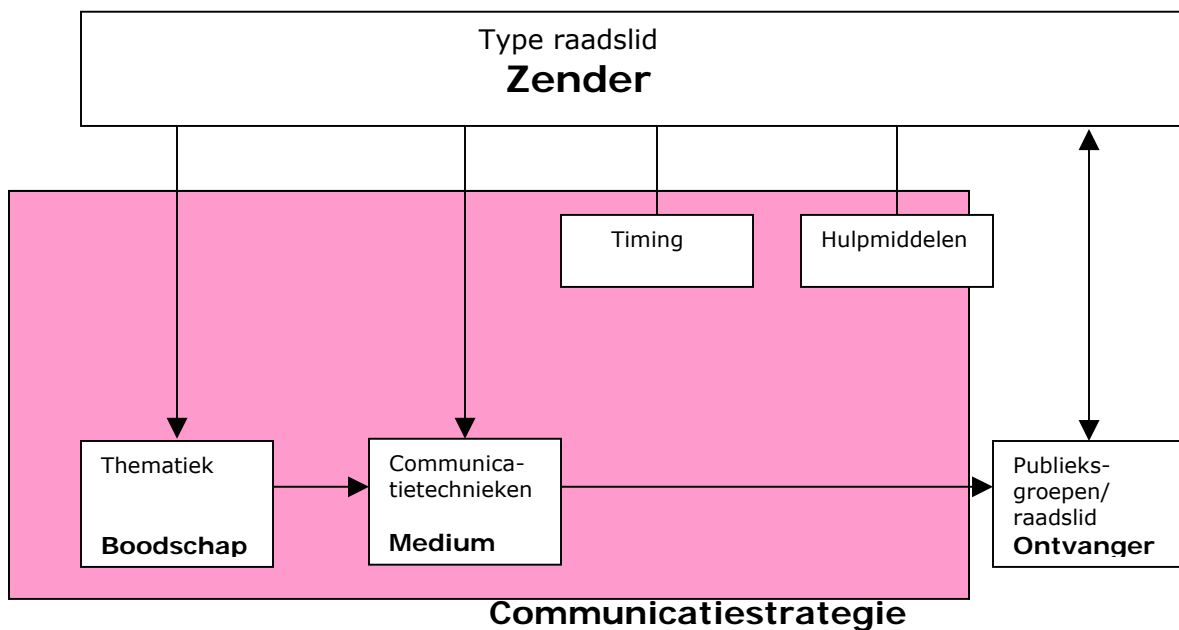 Type raadslid
Zender
Timing
Hulpmiddelen
Thematiek
Boodschap
Communica-
tietechnieken
Medium
Publieks-
groepen/
raadslid
Ontvanger
Communicatiestrategie